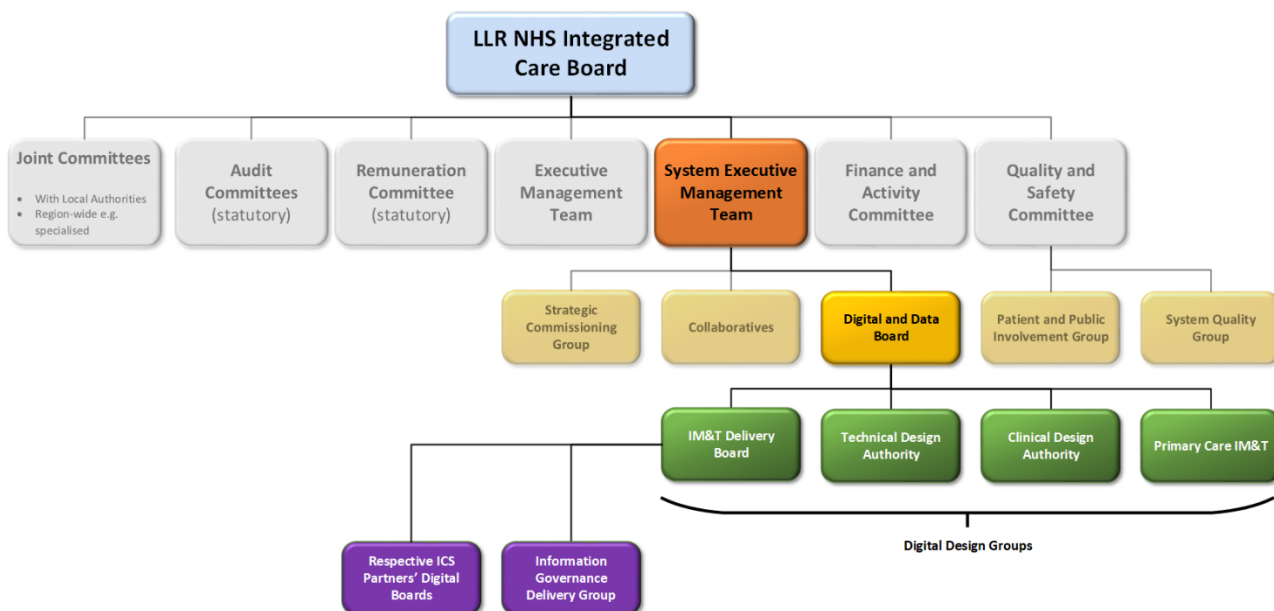 LLR NHS Integrated
Care Board
Joint Committees
• With Local Authorities
• Region-wide e.g.
specialised
Audit
Committees
(statutory)
Remuneration
Committee
(statutory)
Executive
Management
Team
System Executive
Management
Team
Finance and
Activity
Committee
Quality and
Safety
Committee
Strategic
Commissioning
Group
Collaboratives
Digital and Data
Board
Patient and Public
Involvement Group
System Quality
Group
IM&T Delivery
Board
Technical Design
Authority
Clinical Design
Authority
Primary Care IM&T
Digital Design Groups
Respective ICS
Partners’ Digital
Boards
Information
Governance
Delivery Group